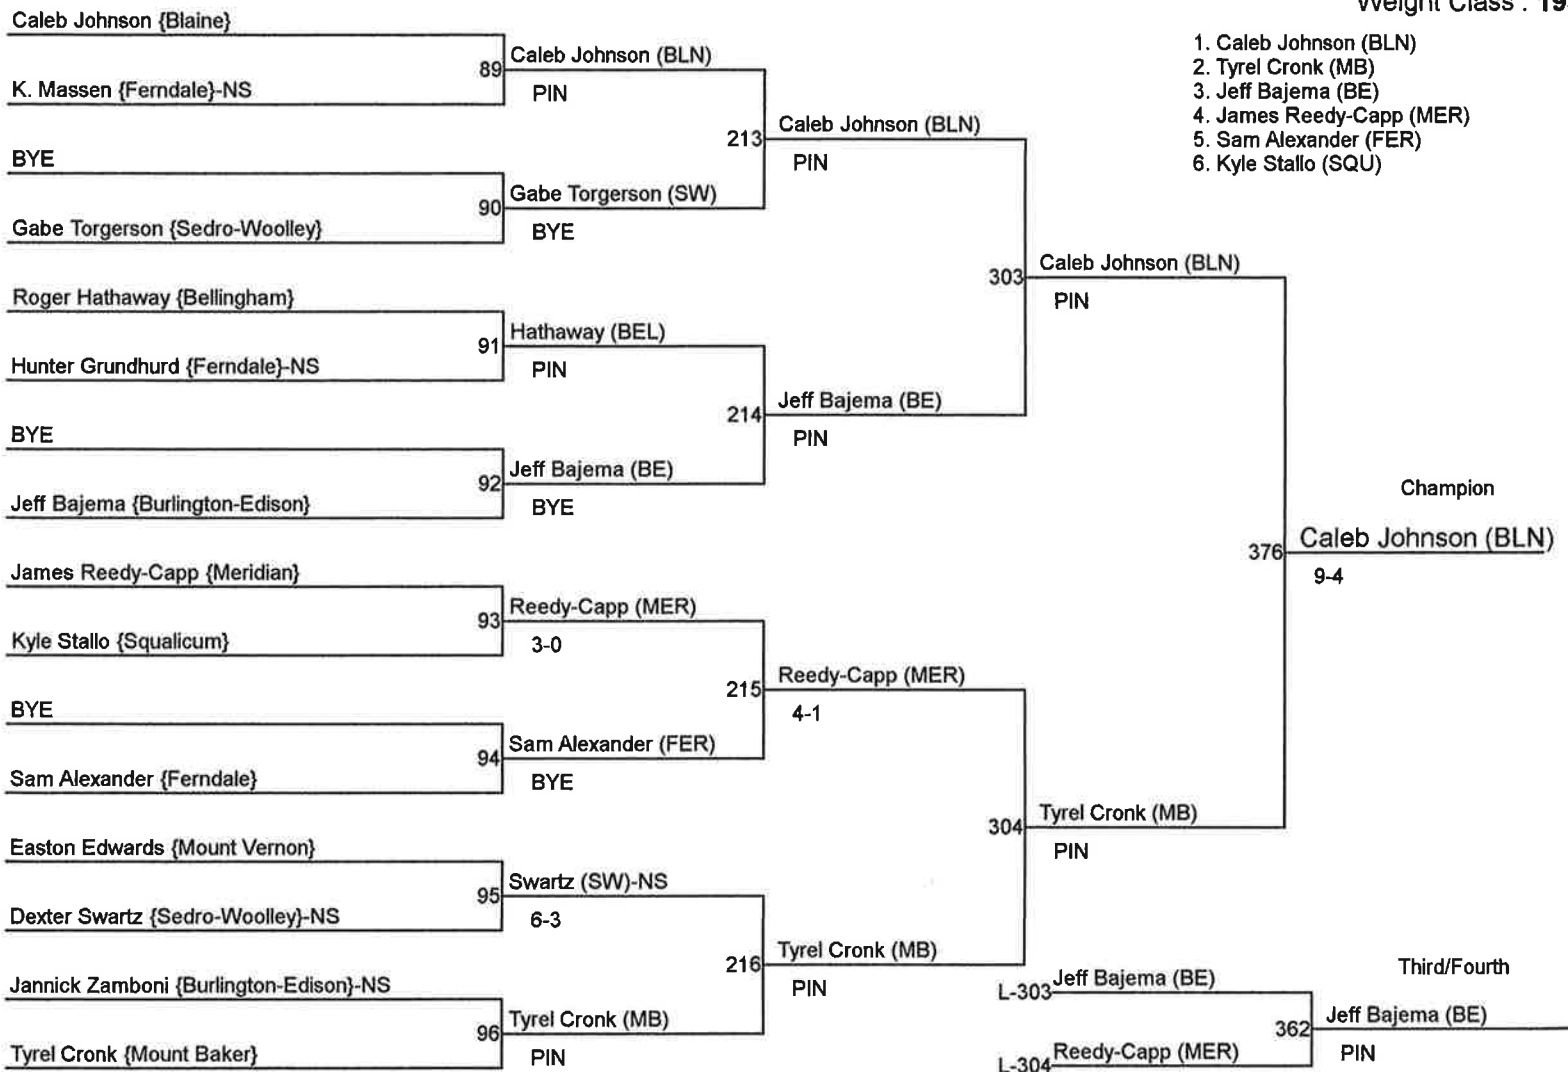 Weight Class : 19
1. Caleb Johnson (BLN)
2. Tyrel Cronk (MB)
3. Jeff Bajema (BE)
4. James Reedy-Capp (MER)
5. Sam Alexander (FER)
6. Kyle Stallo (SQU)
Caleb Johnson {Blaine}
K. Massen {Ferndale}-NS
BYE
Gabe Torgerson {Sedro-Woolley}
Roger Hathaway {Bellingham}
Hunter Grundhurd {Ferndale}-NS
BYE
Jeff Bajema {Burlington-Edison}
James Reedy-Capp {Meridian}
Kyle Stallo {Squalicum}
BYE
Sam Alexander {Ferndale}
Easton Edwards {Mount Vernon}
Dexter Swartz {Sedro-Woolley}-NS
Jannick Zamboni {Burlington-Edison}-NS
Tyrel Cronk {Mount Baker}
89 Caleb Johnson (BLN)
PIN
90 Gabe Torgerson (SW)
BYE
91 Hathaway (BEL)
PIN
92 Jeff Bajema (BE)
BYE
93 Reedy-Capp (MER)
3-0
94 Sam Alexander (FER)
BYE
95 Swartz (SW)-NS
6-3
96 Tyrel Cronk (MB)
PIN
213 Caleb Johnson (BLN)
PIN
214 Jeff Bajema (BE)
PIN
215 Reedy-Capp (MER)
4-1
216 Tyrel Cronk (MB)
PIN
303 Caleb Johnson (BLN)
PIN
304 Tyrel Cronk (MB)
PIN
Champion
376 Caleb Johnson (BLN)
9-4
Third/Fourth
L-303 Jeff Bajema (BE)
L-304 Reedy-Capp (MER)
362 Jeff Bajema (BE)
PIN